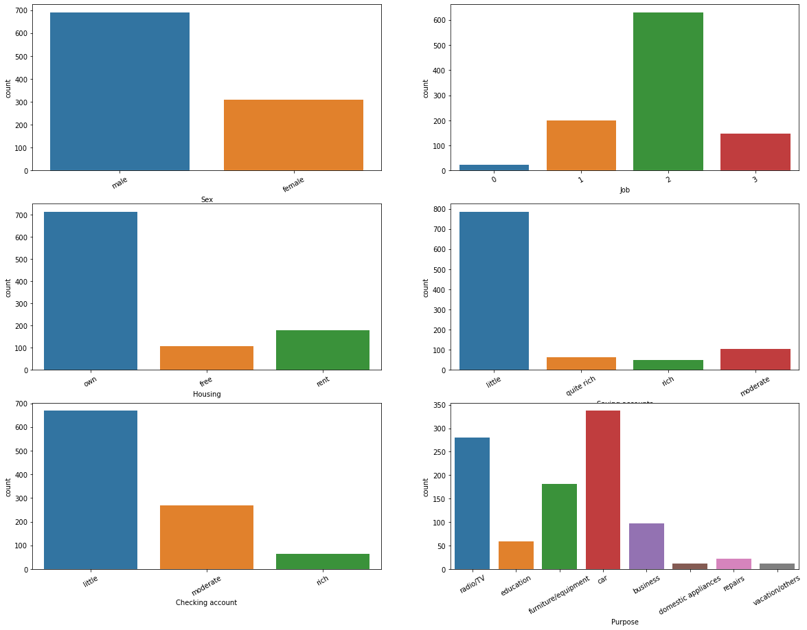 700
600
500
400
300
200
100
0
count
male
female
Sex
600
500
400
300
200
100
0
count
0
1
2
3
Job
700
600
500
400
300
200
100
0
count
own
free
rent
Housing
800
700
600
500
400
300
200
100
0
count
little
quite rich
rich
moderate
700
600
500
400
300
200
100
0
count
little
moderate
rich
Checking account
350
300
250
200
150
100
50
0
count
radio/TV
education
furniture/equipment
car
business
domestic appliances
repairs
vacation/others
Purpose